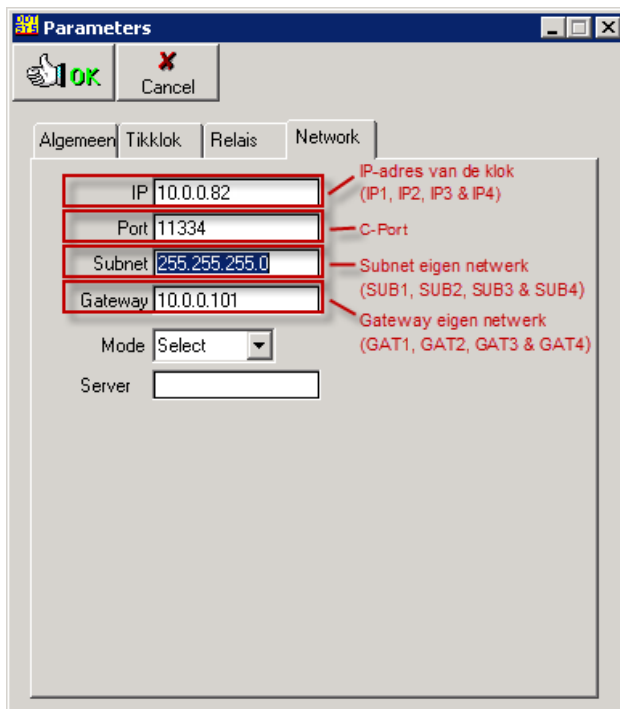 Parameters
OK
Cancel
Algemeen Tikklok Relais Network
IP 10.0.0.82
IP-adres van de klok
(IP1, IP2, IP3 & IP4)
Port 11334
C-Port
Subnet 255.255.255.0
Subnet eigen netwerk
(SUB1, SUB2, SUB3 & SUB4)
Gateway 10.0.0.101
Gateway eigen netwerk
(GAT1, GAT2, GAT3 & GAT4)
Mode Select
Server